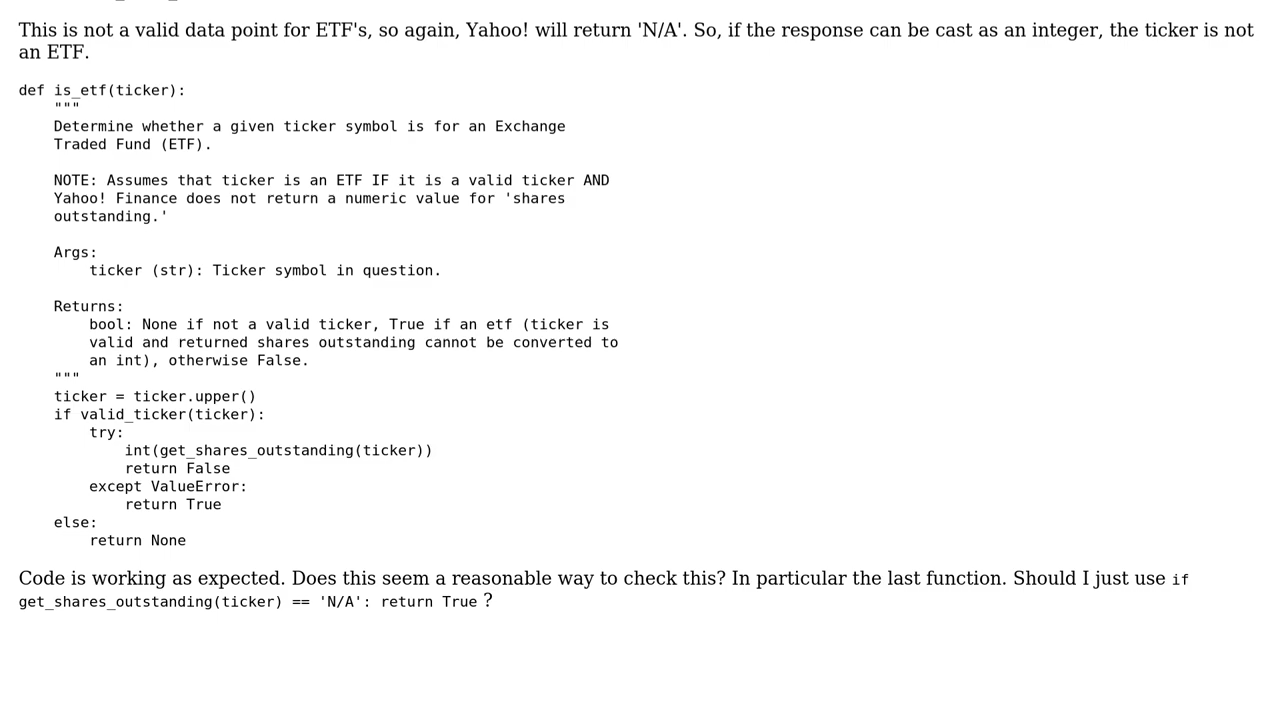 This is not a valid data point for ETF's, so again, Yahoo! will return 'N/A'. So, if the response can be cast as an integer, the ticker is not
an ETF.
def is_etf(ticker):
    """
    Determine whether a given ticker symbol is for an Exchange
    Traded Fund (ETF).

    NOTE: Assumes that ticker is an ETF IF it is a valid ticker AND
    Yahoo! Finance does not return a numeric value for 'shares
    outstanding.'

    Args:
        ticker (str): Ticker symbol in question.

    Returns:
        bool: None if not a valid ticker, True if an etf (ticker is
        valid and returned shares outstanding cannot be converted to
        an int), otherwise False.
    """
    ticker = ticker.upper()
    if valid_ticker(ticker):
        try:
            int(get_shares_outstanding(ticker))
            return False
        except ValueError:
            return True
    else:
        return None
Code is working as expected. Does this seem a reasonable way to check this? In particular the last function. Should I just use if
get_shares_outstanding(ticker) == 'N/A': return True ?